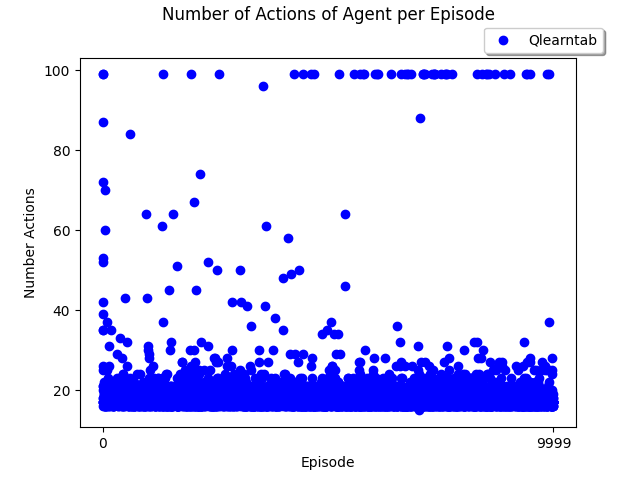 Number of Actions of Agent per Episode
Qlearntab
100
80
60
40
20
Number Actions
0
9999
Episode